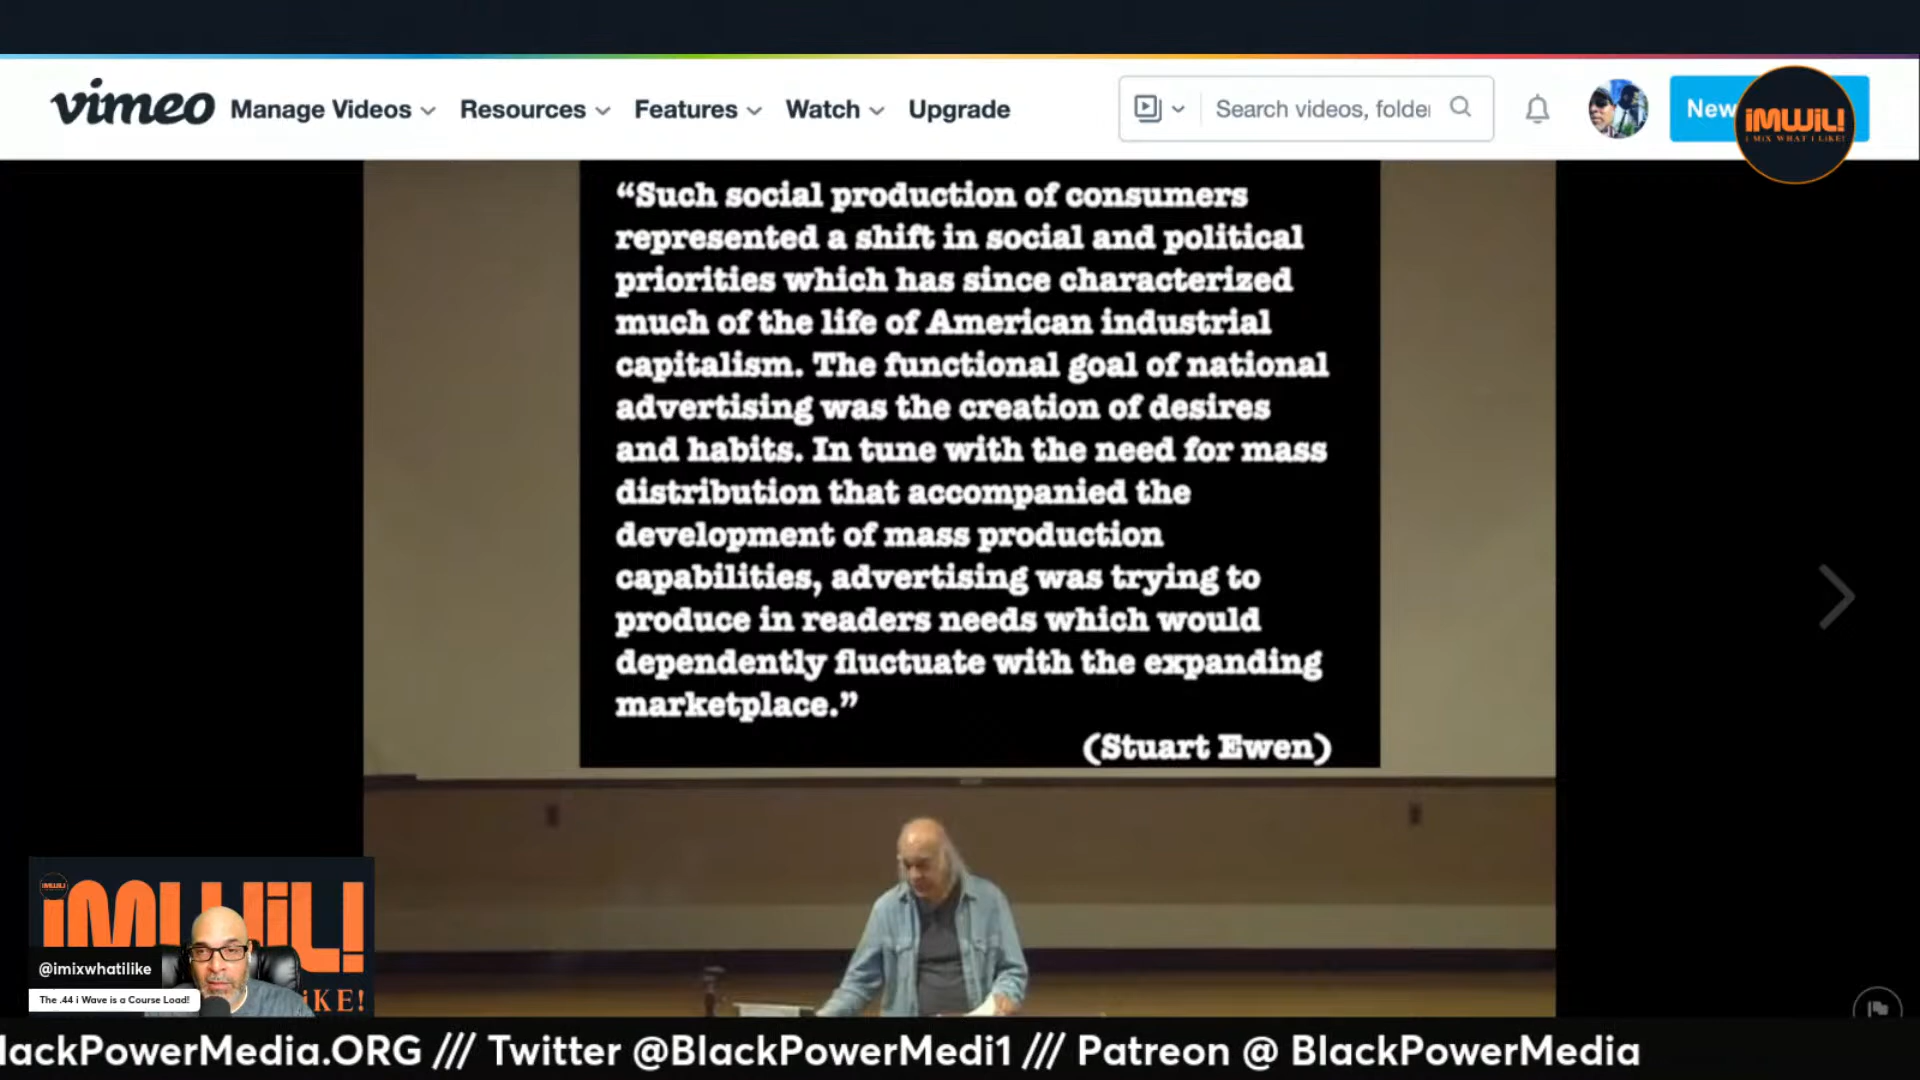 vimeo Manage Videos Resources Features Watch Upgrade Search videos, folder New
iMWiL!
I MiX WHAT I LiKE!
“Such social production of consumers
represented a shift in social and political
priorities which has since characterized
much of the life of American industrial
capitalism. The functional goal of national
advertising was the creation of desires
and habits. In tune with the need for mass
distribution that accompanied the
development of mass production
capabilities, advertising was trying to
produce in readers needs which would
dependently fluctuate with the expanding
marketplace.”
(Stuart Ewen)
iMWiL!
iMWiL!
@imixwhatilike
The .44 i Wave is a Course Load!
iKE!
lackPowerMedia.ORG /// Twitter @BlackPowerMedi1 /// Patreon @ BlackPowerMedia